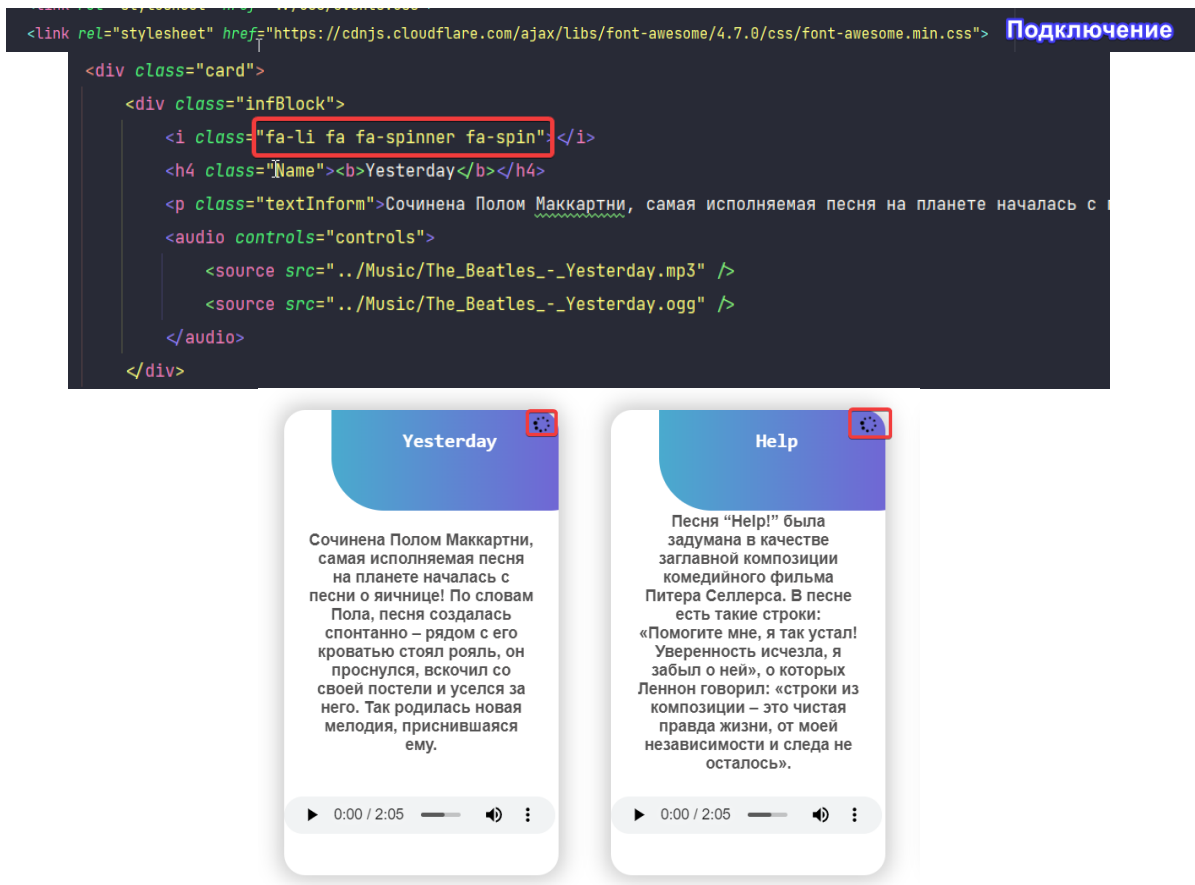 <link rel="stylesheet" href="https://cdnjs.cloudflare.com/ajax/libs/font-awesome/4.7.0/css/font-awesome.min.css">
Подключение
<div class="card">
<div class="infBlock">
<i class="fa-li fa fa-spinner fa-spin"></i>
<h4 class="Name"><b>Yesterday</b></h4>
<p class="textInform">Сочинена Полом Маккартни, самая исполняемая песня на планете началась с
<audio controls="controls">
<source src="../Music/The_Beatles_-_Yesterday.mp3" />
<source src="../Music/The_Beatles_-_Yesterday.ogg" />
</audio>
</div>
Yesterday
Сочинена Полом Маккартни,
самая исполняемая песня
на планете началась с
песни о яичнице! По словам
Пола, песня создалась
спонтанно – рядом с его
кроватью стоял рояль, он
проснулся, вскочил со
своей постели и уселся за
него. Так родилась новая
мелодия, приснившаяся
ему.
0:00 / 2:05
Help
Песня “Help!” была
задумана в качестве
заглавной композиции
комедийного фильма
Питера Селлерса. В песне
есть такие строки:
«Помогите мне, я так устал!
Уверенность исчезла, я
забыл о ней», о которых
Леннон говорил: «строки из
композиции – это чистая
правда жизни, от моей
независимости и следа не
осталось».
0:00 / 2:05